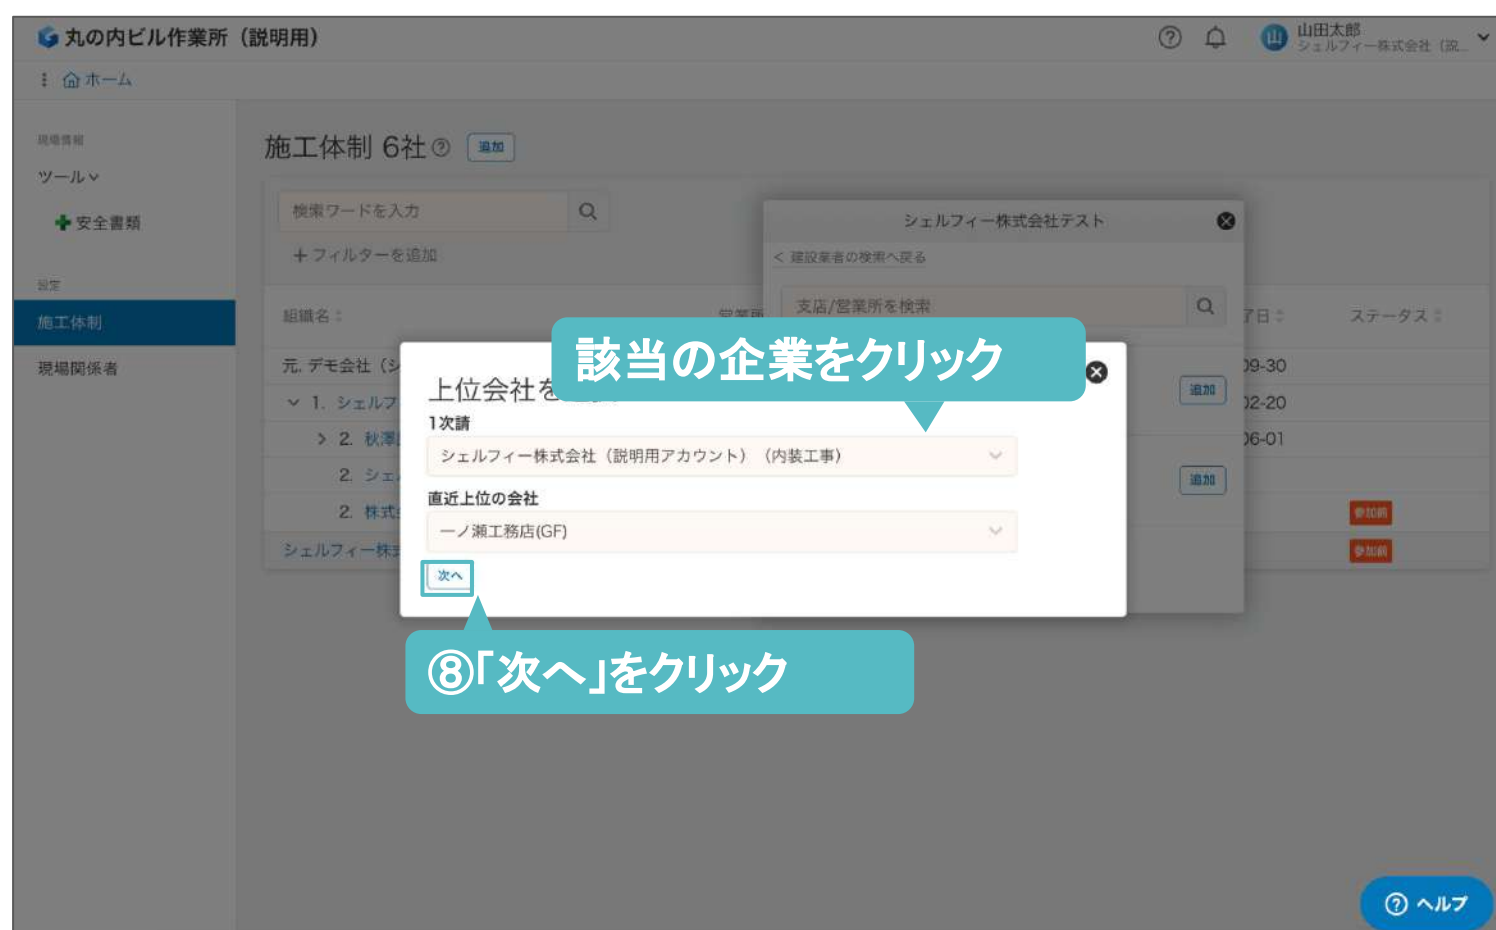 丸の内ビル作業所（説明用）
山田太郎
シェルフィー株式会社（説...
ホーム
現場情報
ツール
安全書類
設定
施工体制
現場関係者
施工体制 6社
追加
検索ワードを入力
+フィルターを追加
シェルフィー株式会社テスト
< 建設業者の検索へ戻る
支店/営業所を検索
組織名
営業所
了日
ステータス
元. デモ会社（シ
09-30
1. シェルフ
追加
02-20
2. 秋澤
06-01
2. シェ
追加
2. 株式
参加前
シェルフィー株式
参加前
該当の企業をクリック
上位会社を
1次請
シェルフィー株式会社（説明用アカウント）（内装工事）
直近上位の会社
一ノ瀬工務店(GF)
次へ
⑧「次へ」をクリック
ヘルプ